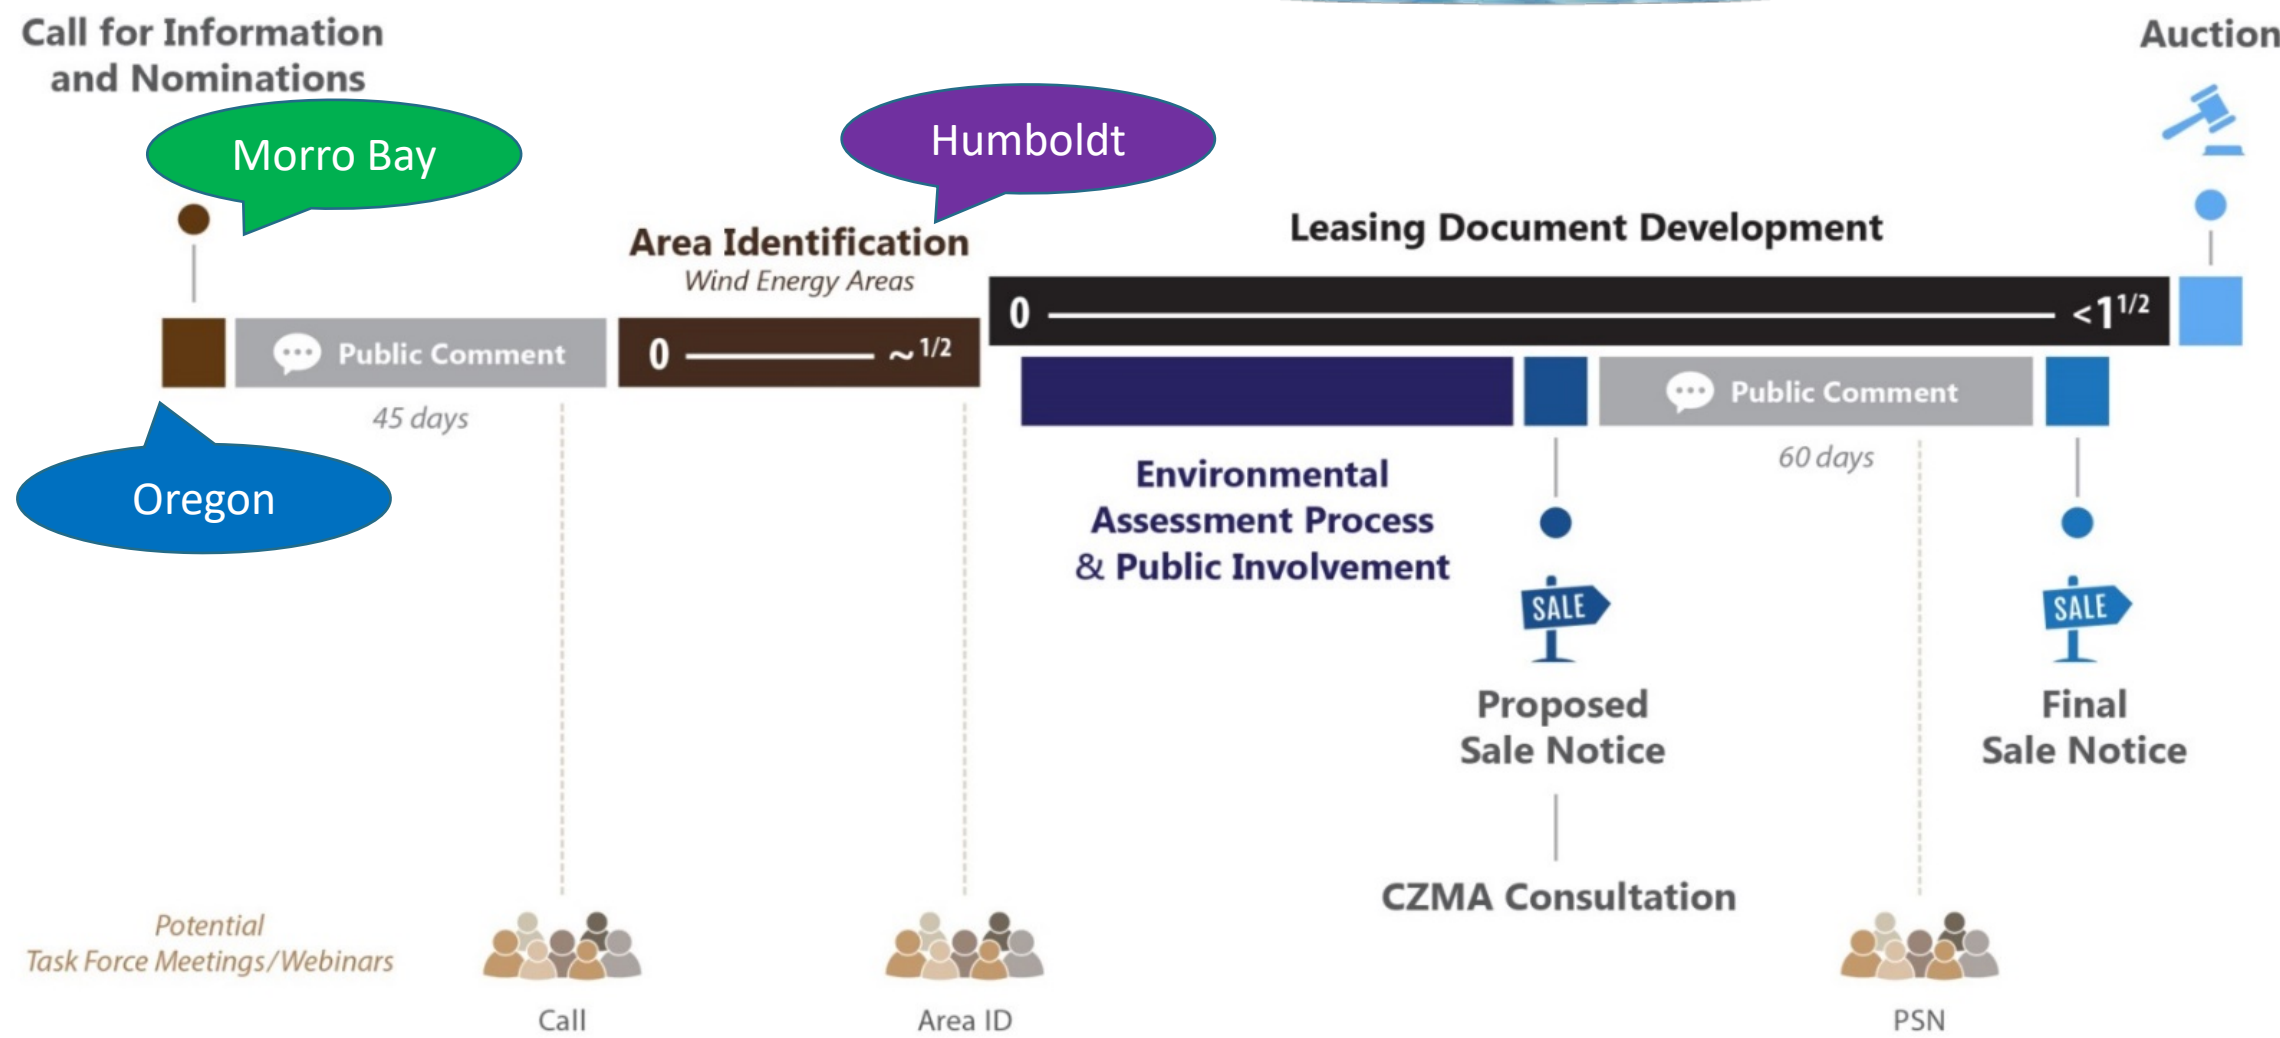 Call for Information
and Nominations
Auction
Morro Bay
Humboldt
Area Identification
Wind Energy Areas
Leasing Document Development
0
<1 1/2
Public Comment
0
~ 1/2
45 days
Public Comment
60 days
Oregon
Environmental
Assessment Process
& Public Involvement
SALE
SALE
Proposed
Sale Notice
Final
Sale Notice
CZMA Consultation
Potential
Task Force Meetings/Webinars
Call
Area ID
PSN